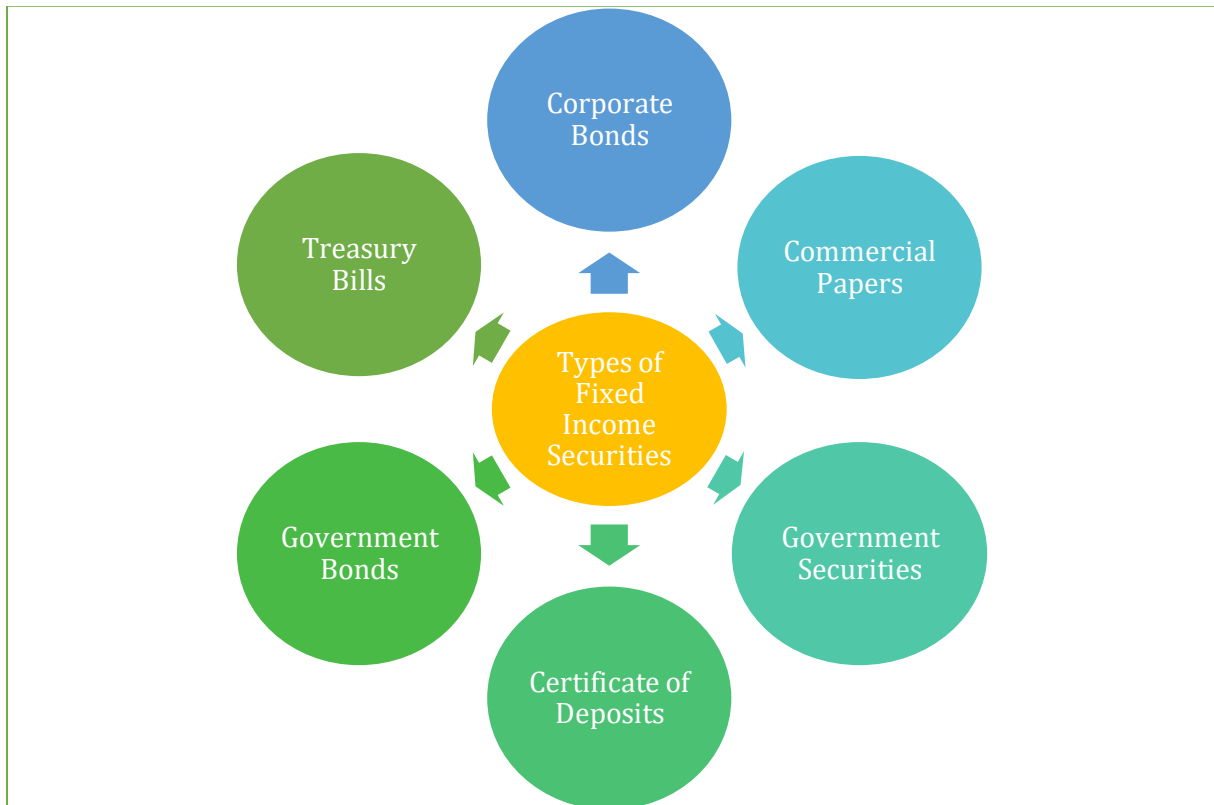 Corporate
Bonds
Treasury
Bills
Commercial
Papers
Types of
Fixed
Income
Securities
Government
Bonds
Government
Securities
Certificate of
Deposits